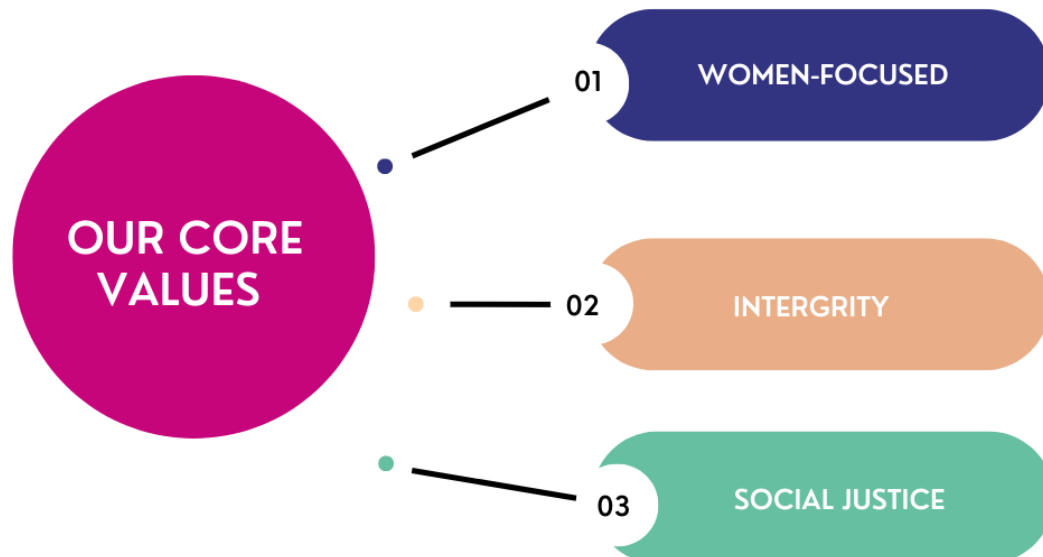 OUR CORE
VALUES
01
WOMEN-FOCUSED
02
INTERGRITY
03
SOCIAL JUSTICE